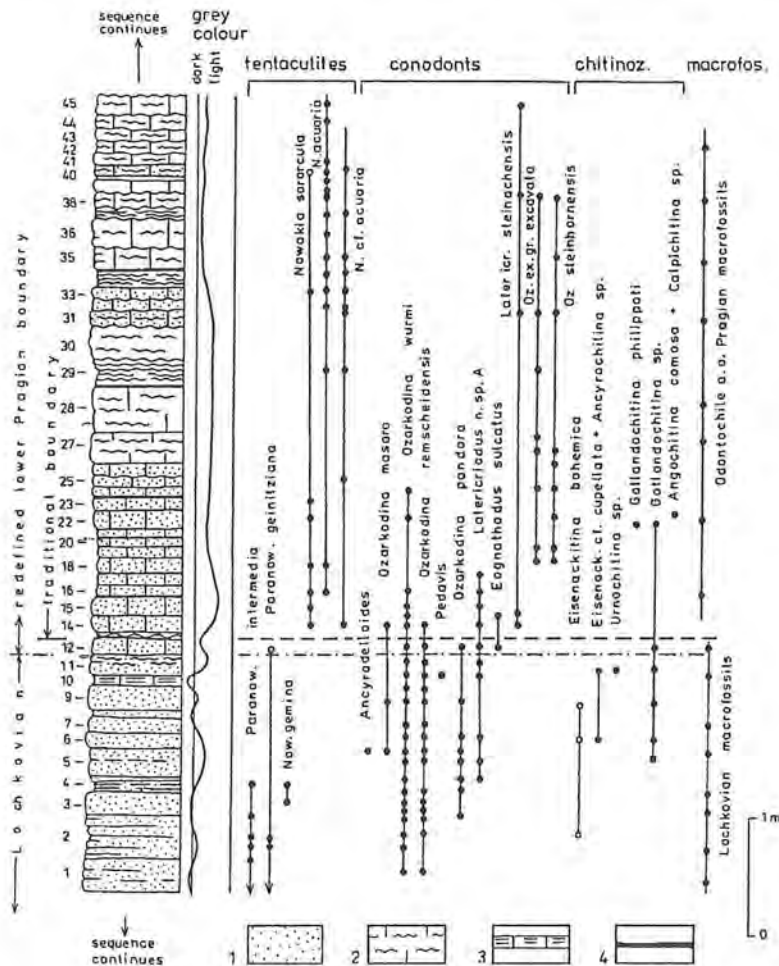 sequence
continues
grey
colour
dark
light
tentaculites
conodonts
chitinoz.
macrofos.
45
44
43
42
41
40
38
36
35
33
31
30
29
28
27
25
23
22
20
18
16
15
14
12
11
10
9
7
6
5
4
3
2
1
Lochkovian
redefined lower Pragian boundary
traditional boundary
Paranow. intermedia
Paranow. geinitziana
Now. gemina
Nowakia sororcula
N. acuaria
N. cf. acuaria
Ancyradelloides
Ozarkodina masara
Ozarkodina wurmi
Ozarkodina remscheidensis
Pedavis
Ozarkodina pandora
Latericriodus n. sp. A
Eognathodus sulcatus
Latericr. steinachensis
Oz. ex. gr. excavata
Oz steinhornensis
Eisenackitina bohemica
Eisenack. cf. cupellata + Ancyrochitina sp.
Urnochitina sp.
Gotlandochitina philippoti
Gotlandochitina sp.
Angochitina comosa + Calpichitina sp.
Odontochile a.o. Pragian macrofossils
Lochkovian macrofossils
1m
0
sequence
continues
1
2
3
4